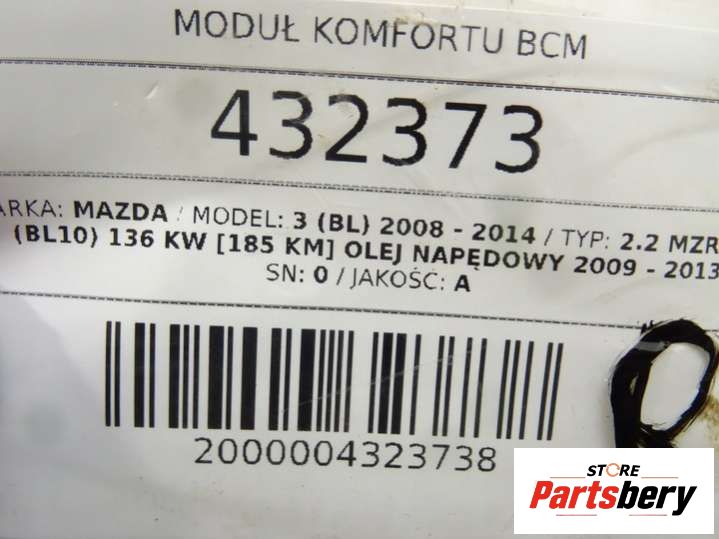 MODUŁ KOMFORTU BCM
432373
ARKA: MAZDA / MODEL: 3 (BL) 2008 - 2014 / TYP: 2.2 MZR
(BL10) 136 KW [185 KM] OLEJ NAPĘDOWY 2009 - 2013
SN: 0 / JAKOŚĆ: A
2000004323738
STORE
Partsbery